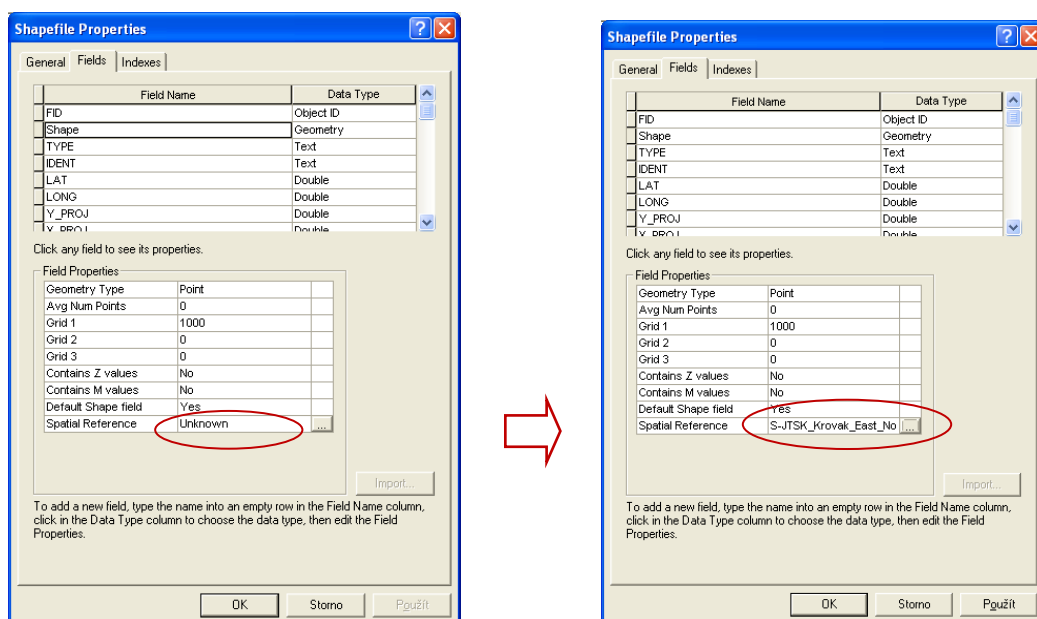 Shapefile Properties
General Fields Indexes
Field Name Data Type
FID Object ID
Shape Geometry
TYPE Text
IDENT Text
LAT Double
LONG Double
Y_PROJ Double
Click any field to see its properties.
Field Properties
Geometry Type Point
Avg Num Points 0
Grid 1 1000
Grid 2 0
Grid 3 0
Contains Z values No
Contains M values No
Default Shape field Yes
Spatial Reference Unknown ...
Import...
To add a new field, type the name into an empty row in the Field Name column,
click in the Data Type column to choose the data type, then edit the Field
Properties.
OK Storno Použít
Shapefile Properties
General Fields Indexes
Field Name Data Type
FID Object ID
Shape Geometry
TYPE Text
IDENT Text
LAT Double
LONG Double
Y_PROJ Double
Click any field to see its properties.
Field Properties
Geometry Type Point
Avg Num Points 0
Grid 1 1000
Grid 2 0
Grid 3 0
Contains Z values No
Contains M values No
Default Shape field Yes
Spatial Reference S-JTSK_Krovak_East_No ...
Import...
To add a new field, type the name into an empty row in the Field Name column,
click in the Data Type column to choose the data type, then edit the Field
Properties.
OK Storno Použít